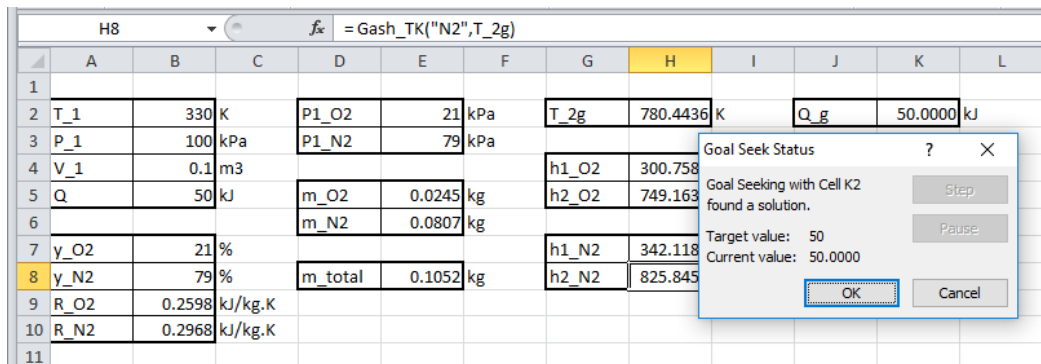 H8 fx =Gash_TK("N2",T_2g)
A B C D E F G H I J K L
1
2 T_1 330 K P1_O2 21 kPa T_2g 780.4436 K Q_g 50.0000 kJ
3 P_1 100 kPa P1_N2 79 kPa
4 V_1 0.1 m3 h1_O2 300.758
5 Q 50 kJ m_O2 0.0245 kg h2_O2 749.163
6 m_N2 0.0807 kg
7 y_O2 21 % h1_N2 342.118
8 y_N2 79 % m_total 0.1052 kg h2_N2 825.845
9 R_O2 0.2598 kJ/kg.K
10 R_N2 0.2968 kJ/kg.K
11
Goal Seek Status ? X
Goal Seeking with Cell K2 Step
found a solution.
Pause
Target value: 50
Current value: 50.0000
OK Cancel